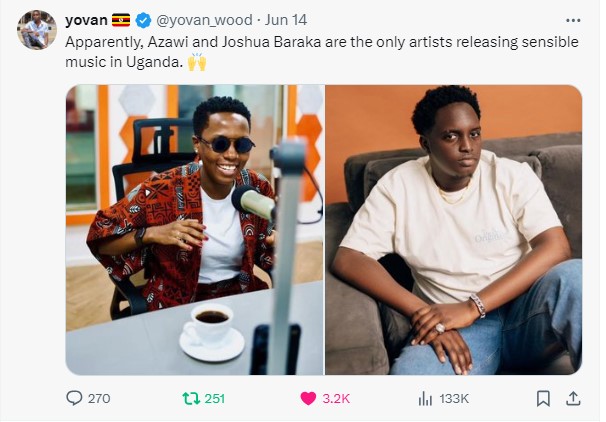 yovan 🇺🇬 @yovan_wood · Jun 14
Apparently, Azawi and Joshua Baraka are the only artists releasing sensible
music in Uganda. 🙌
270 251 3.2K 133K